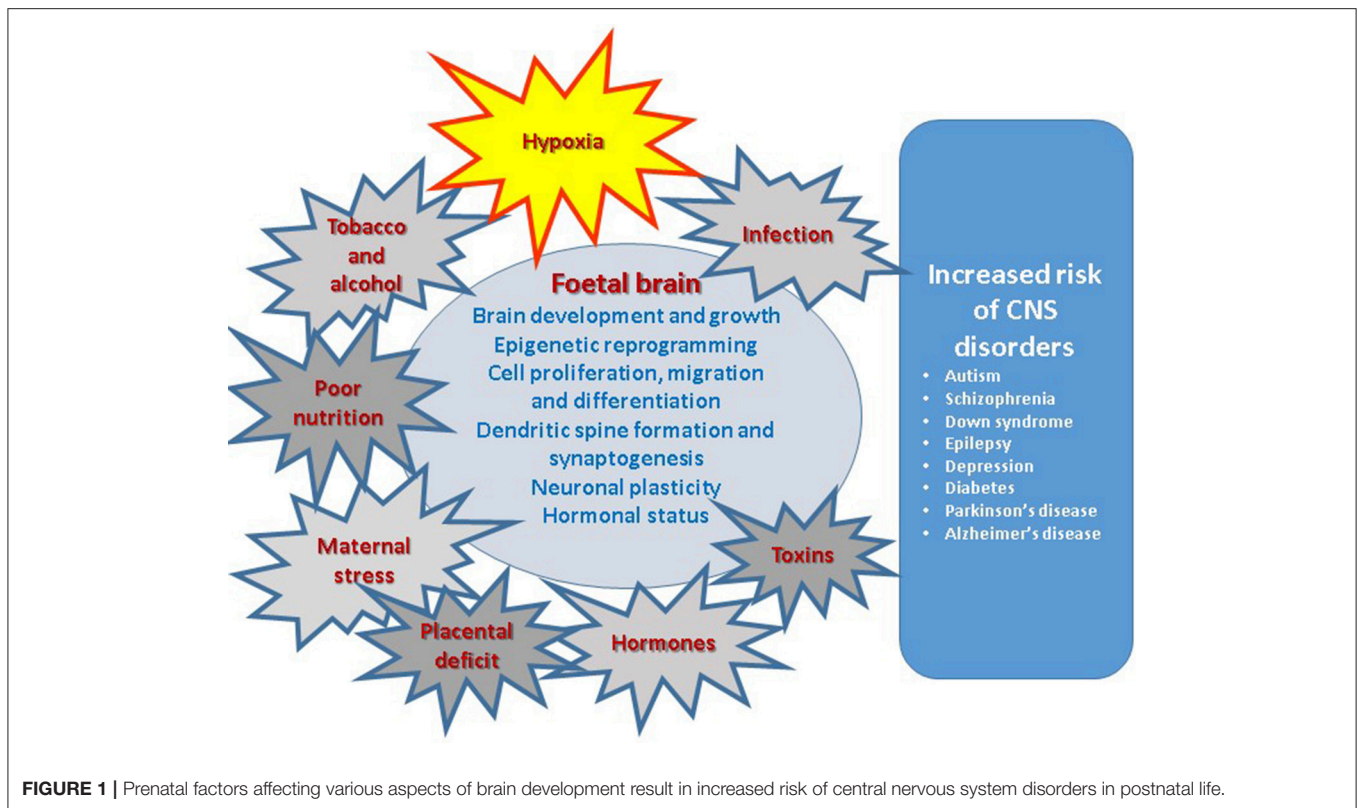 Hypoxia
Tobacco
and
alcohol
Infection
Poor
nutrition
Maternal
stress
Placental
deficit
Hormones
Toxins
Foetal brain
Brain development and growth
Epigenetic reprogramming
Cell proliferation, migration
and differentiation
Dendritic spine formation and
synaptogenesis
Neuronal plasticity
Hormonal status
Increased risk
of CNS
disorders
• Autism
• Schizophrenia
• Down syndrome
• Epilepsy
• Depression
• Diabetes
• Parkinson's disease
• Alzheimer's disease
FIGURE 1 | Prenatal factors affecting various aspects of brain development result in increased risk of central nervous system disorders in postnatal life.